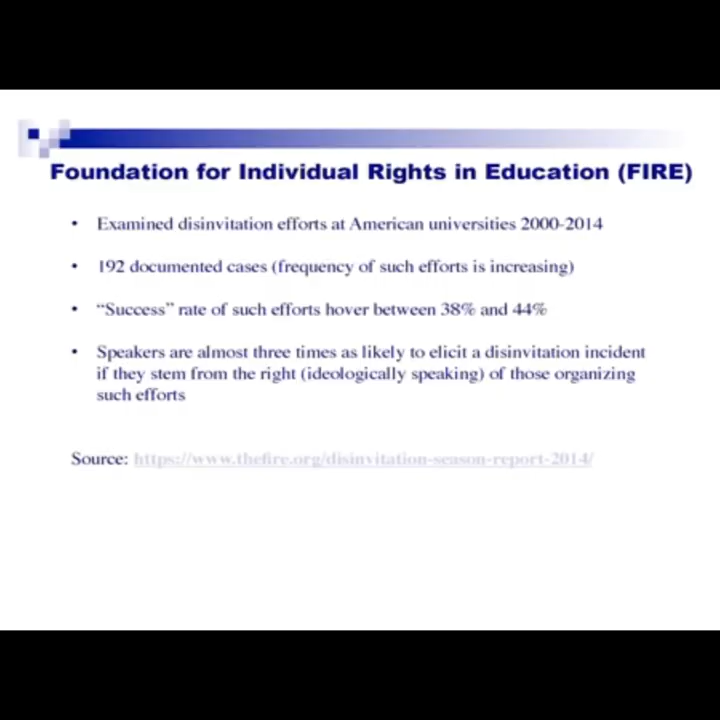 Foundation for Individual Rights in Education (FIRE)
• Examined disinvitation efforts at American universities 2000-2014
• 192 documented cases (frequency of such efforts is increasing)
• “Success” rate of such efforts hover between 38% and 44%
• Speakers are almost three times as likely to elicit a disinvitation incident
if they stem from the right (ideologically speaking) of those organizing
such efforts
Source: https://www.thefire.org/disinvitation-season-report-2014/